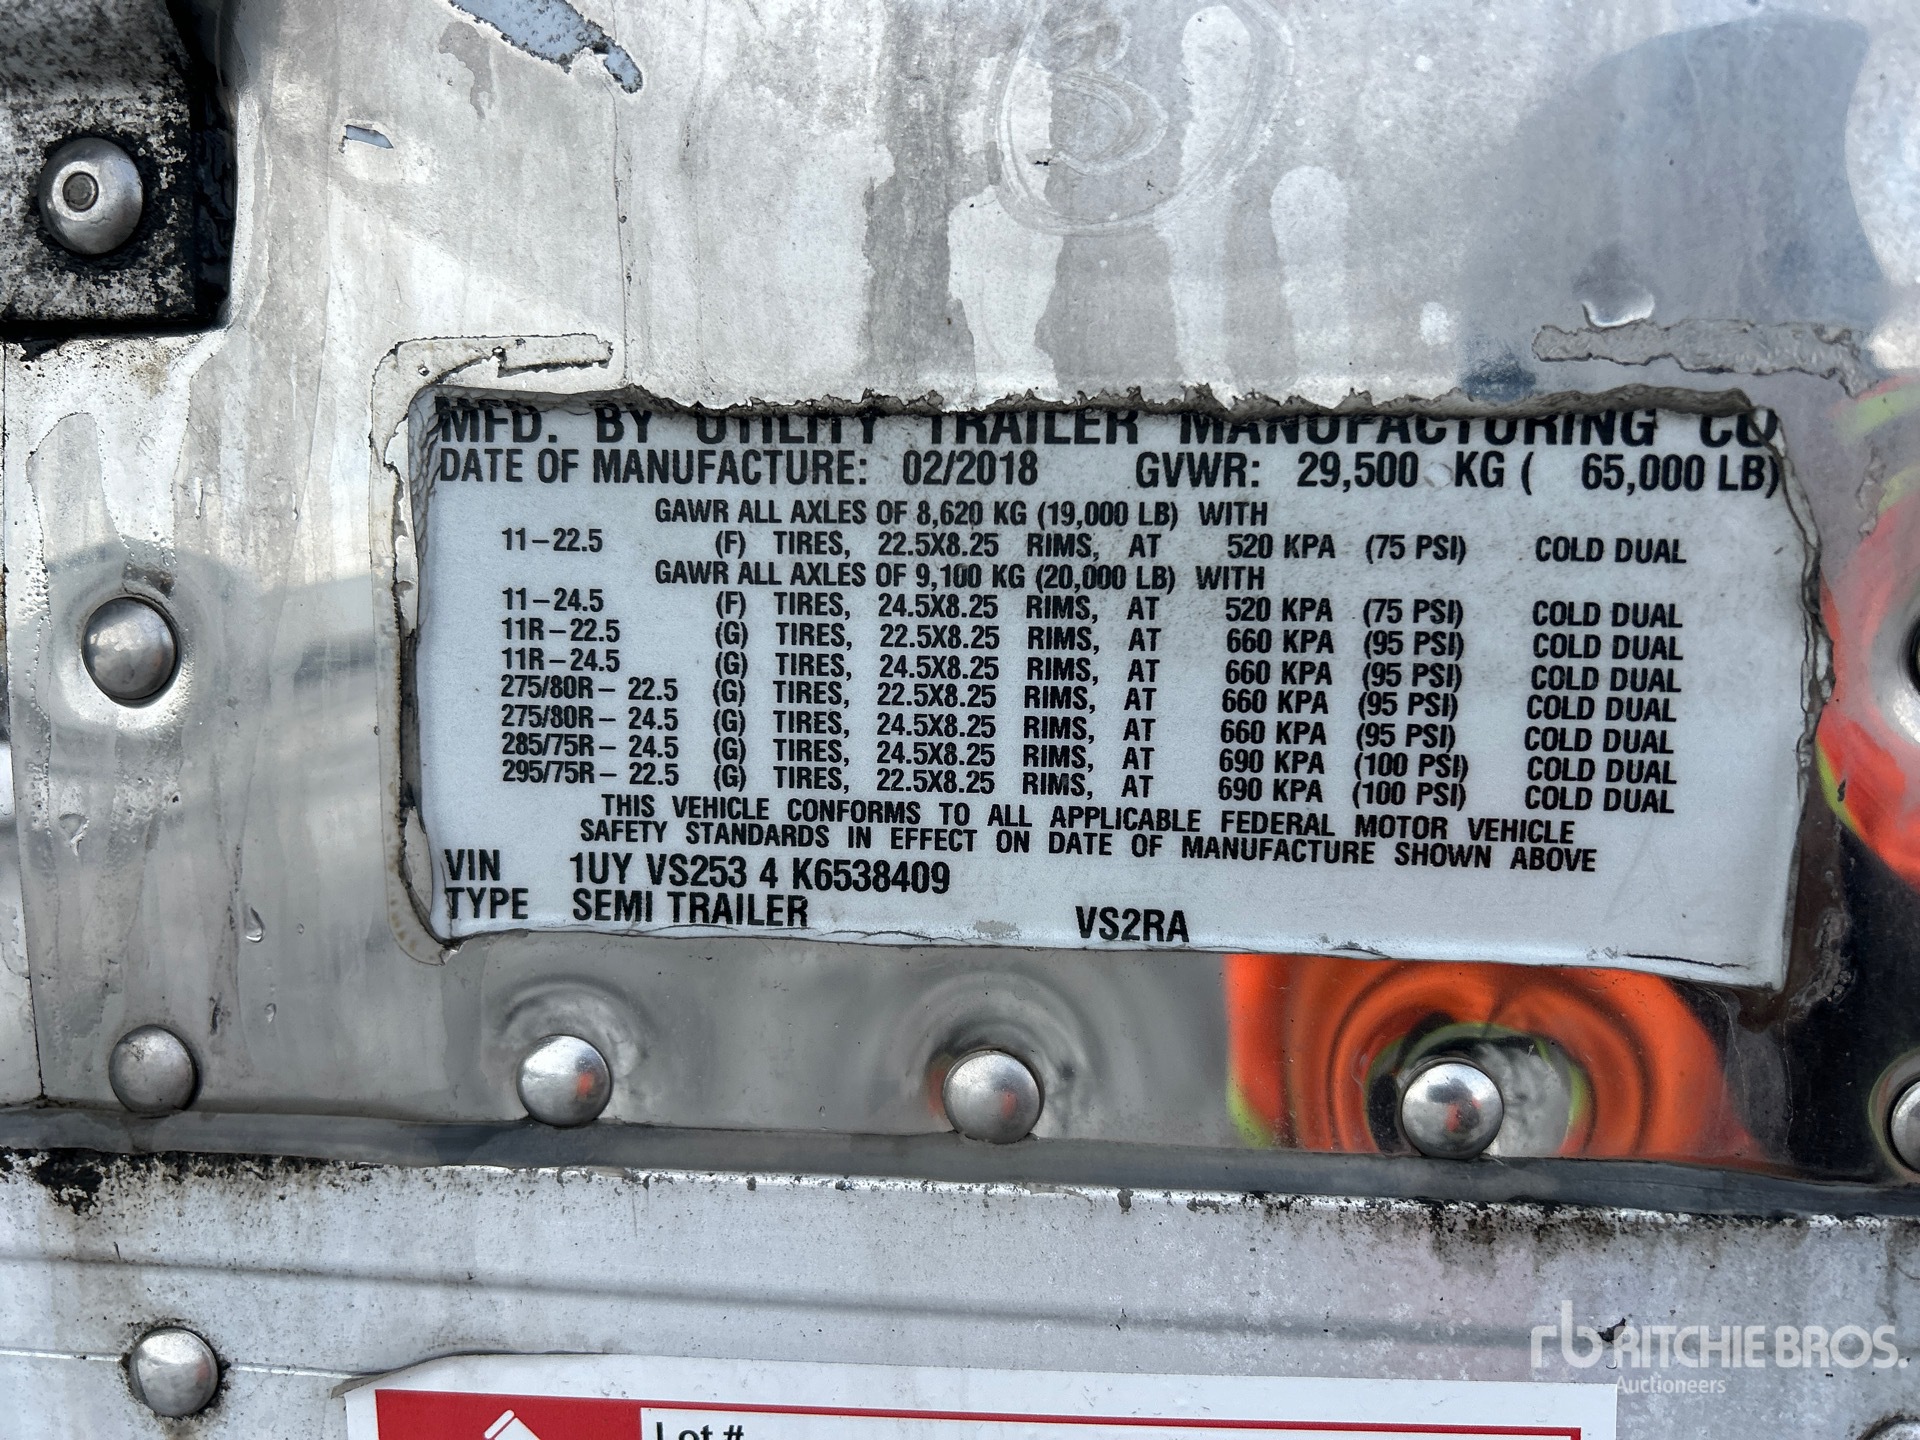 MFD. BY UTILITY TRAILER MANUFACTURING CO
DATE OF MANUFACTURE: 02/2018 GVWR: 29,500 KG ( 65,000 LB)
GAWR ALL AXLES OF 8,620 KG (19,000 LB) WITH
11-22.5 (F) TIRES, 22.5X8.25 RIMS, AT 520 KPA (75 PSI) COLD DUAL
GAWR ALL AXLES OF 9,100 KG (20,000 LB) WITH
11-24.5 (F) TIRES, 24.5X8.25 RIMS, AT 520 KPA (75 PSI) COLD DUAL
11R-22.5 (G) TIRES, 22.5X8.25 RIMS, AT 660 KPA (95 PSI) COLD DUAL
11R-24.5 (G) TIRES, 24.5X8.25 RIMS, AT 660 KPA (95 PSI) COLD DUAL
275/80R- 22.5 (G) TIRES, 22.5X8.25 RIMS, AT 660 KPA (95 PSI) COLD DUAL
275/80R- 24.5 (G) TIRES, 24.5X8.25 RIMS, AT 660 KPA (95 PSI) COLD DUAL
285/75R- 24.5 (G) TIRES, 24.5X8.25 RIMS, AT 690 KPA (100 PSI) COLD DUAL
295/75R- 22.5 (G) TIRES, 22.5X8.25 RIMS, AT 690 KPA (100 PSI) COLD DUAL
THIS VEHICLE CONFORMS TO ALL APPLICABLE FEDERAL MOTOR VEHICLE
SAFETY STANDARDS IN EFFECT ON DATE OF MANUFACTURE SHOWN ABOVE
VIN 1UY VS253 4 K6538409
TYPE SEMI TRAILER VS2RA
rb RITCHIE BROS.
Auctioneers
Lot #